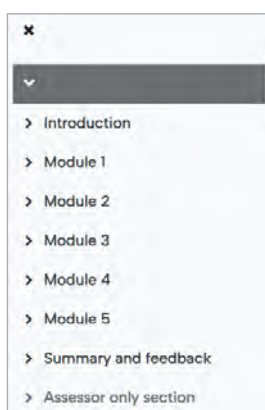 Introduction
Module 1
Module 2
Module 3
Module 4
Module 5
Summary and feedback
Assessor only section